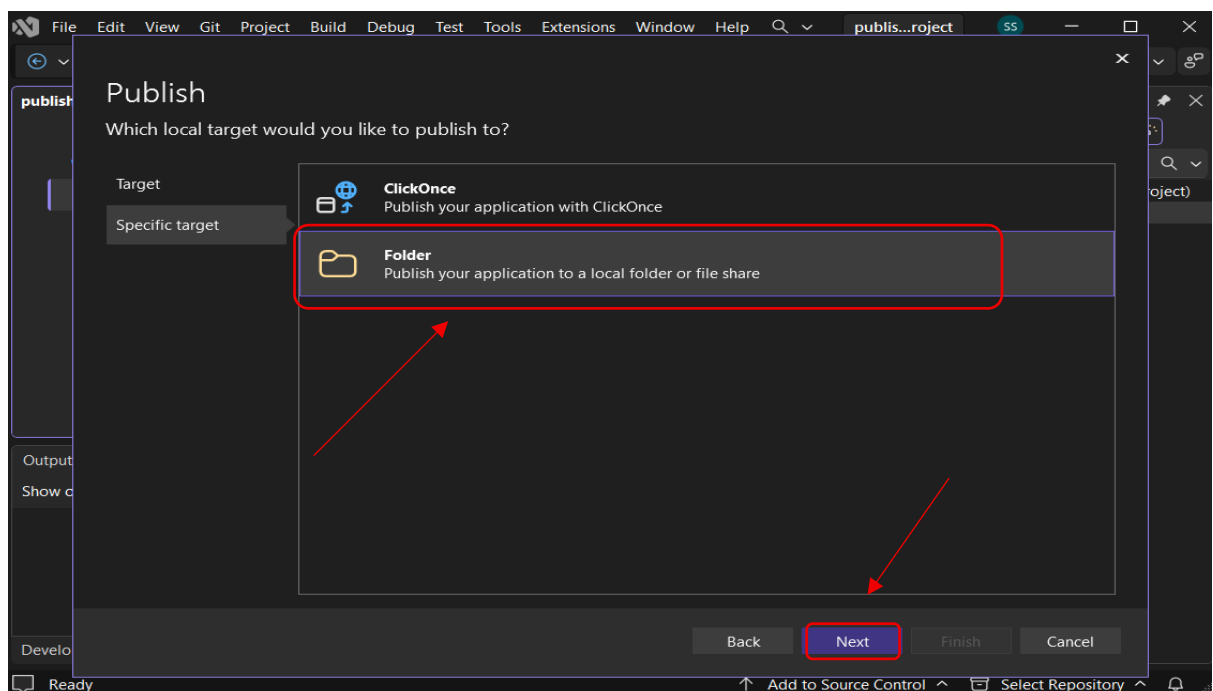 File Edit View Git Project Build Debug Test Tools Extensions Window Help publis...roject SS
Publish
Which local target would you like to publish to?
publish
Target
Specific target
ClickOnce
Publish your application with ClickOnce
Folder
Publish your application to a local folder or file share
oject)
Output
Show o
Develo
Back Next Finish Cancel
Ready Add to Source Control Select Repository